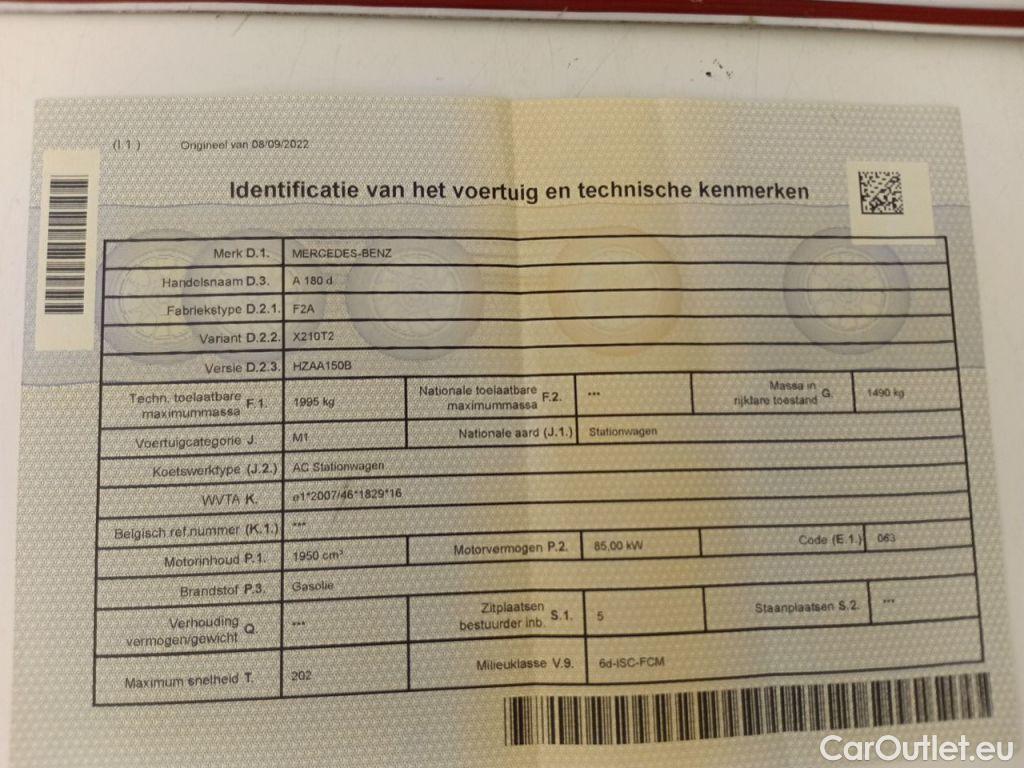 (I.1.) Origineel van 08/09/2022
Identificatie van het voertuig en technische kenmerken
Merk D.1. MERCEDES-BENZ
Handelsnaam D.3. A 180 d
Fabriekstype D.2.1. F2A
Variant D.2.2. X210T2
Versie D.2.3. HZAA150B
Techn. toelaatbare maximummassa F.1. 1995 kg Nationale toelaatbare maximummassa F.2. *** Massa in rijklare toestand G. 1490 kg
Voertuigcategorie J. M1 Nationale aard (J.1.) Stationwagen
Koetswerktype (J.2.) AC Stationwagen
WVTA K. e1*2007/46*1829*16
Belgisch ref.nummer (K.1.) ***
Motorinhoud P.1. 1950 cm³ Motorvermogen P.2. 85,00 kW Code (E.1.) 063
Brandstof P.3. Gasolie
Verhouding vermogen/gewicht Q. *** Zitplaatsen bestuurder inb. S.1. 5 Staanplaatsen S.2. ***
Maximum snelheid T. 202 Milieuklasse V.9. 6d-ISC-FCM
CarOutlet.eu